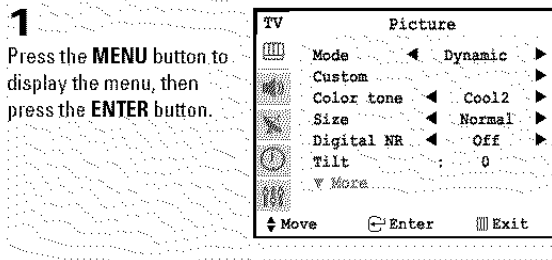 1
Press the MENU button to
display the menu, then
press the ENTER button.
TV Picture
Mode ◀ Dynamic ▶
Custom ▶
Color tone ◀ Cool2 ▶
Size ◀ Normal ▶
Digital NR ◀ Off ▶
Tilt : 0
▼ More
Move Enter Exit